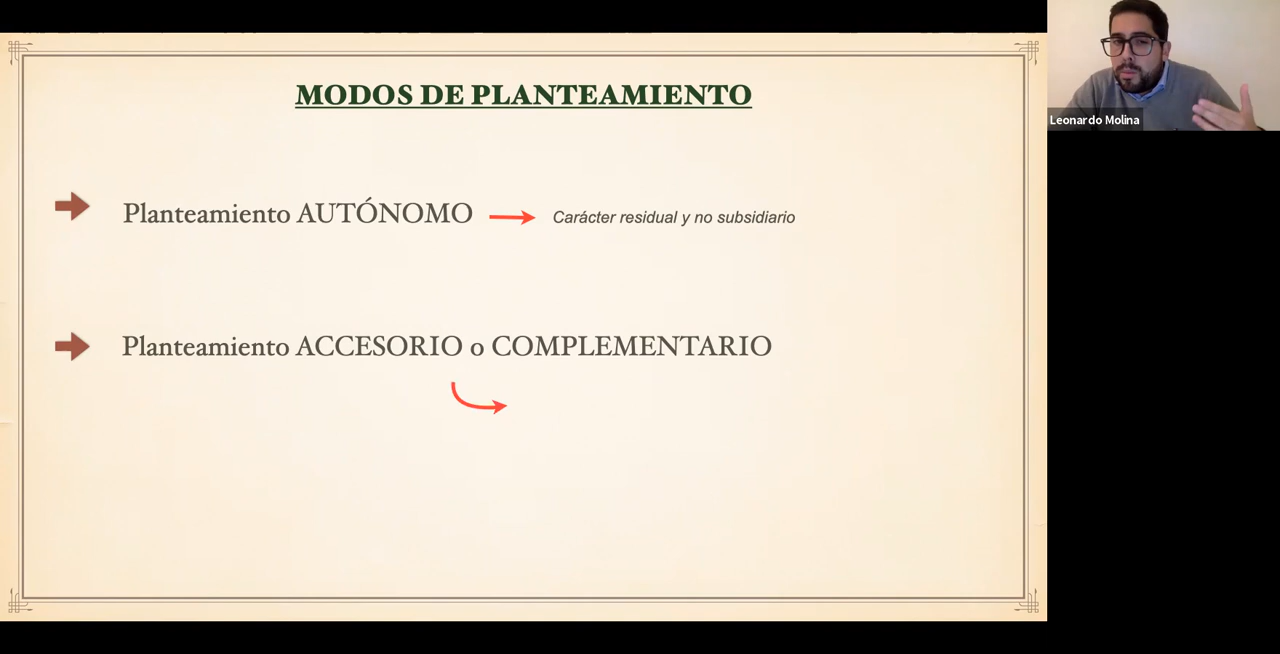 MODOS DE PLANTEAMIENTO
Planteamiento AUTÓNOMO
Carácter residual y no subsidiario
Planteamiento ACCESORIO o COMPLEMENTARIO
Leonardo Molina